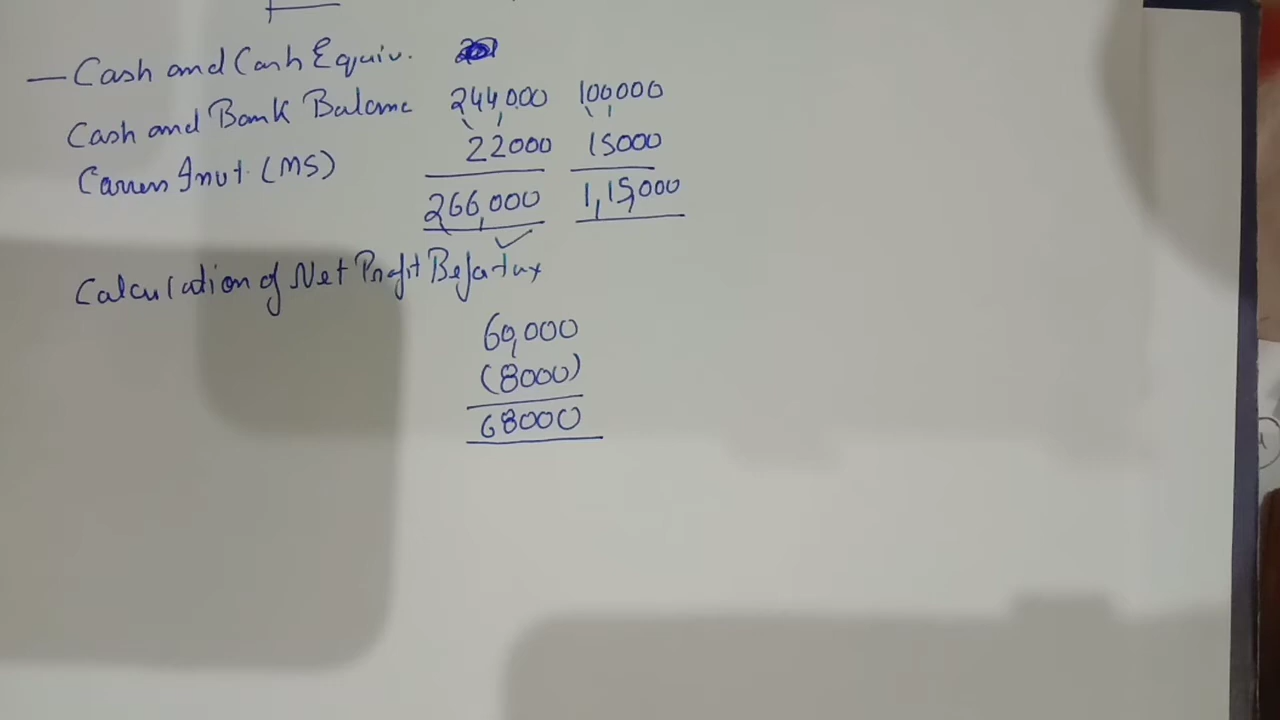 — Cash and Cash Equiv.
Cash and Bank Balance 244,000 100000
Curren Invt. (MS) 22000 15000
266,000 1,15,000
Calculation of Net Profit Before tax
60,000
(8000)
68000